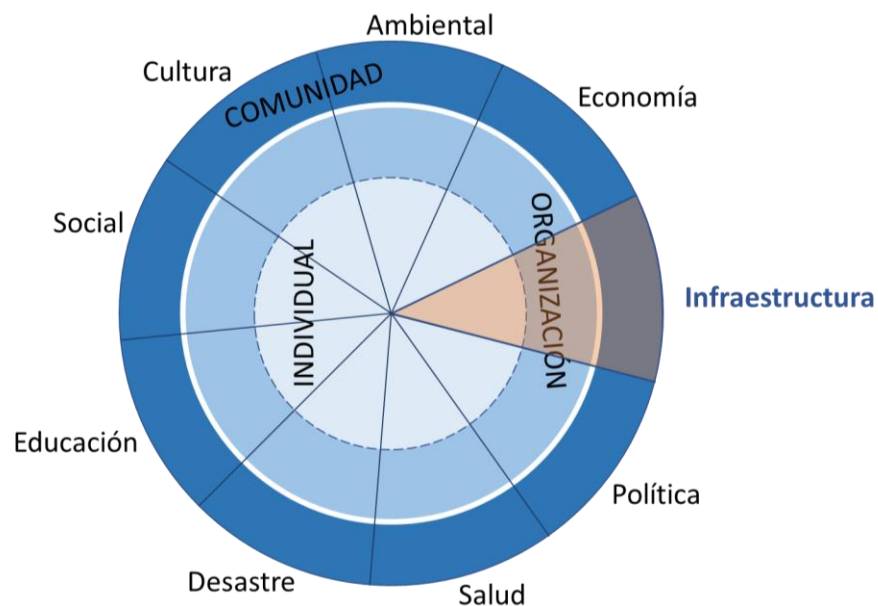 Ambiental
Cultura
COMUNIDAD
Economía
Social
ORGANIZACIÓN
INDIVIDUAL
Infraestructura
Educación
Política
Desastre
Salud